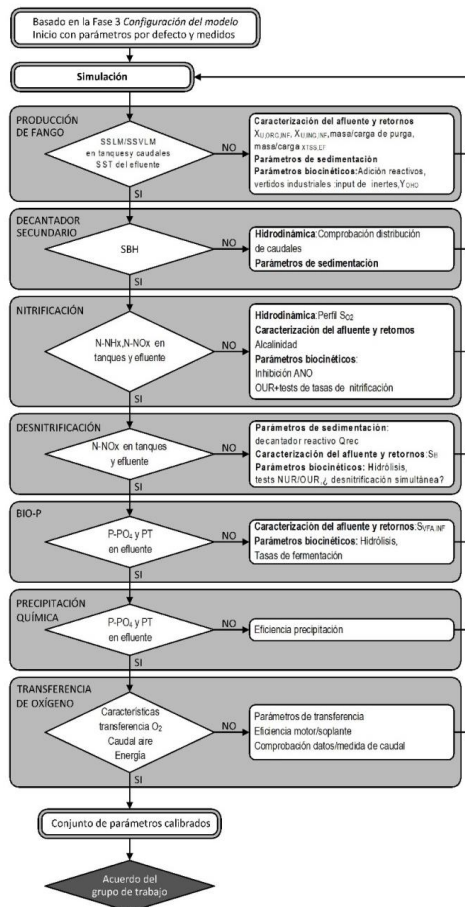 Basado en la Fase 3 Configuración del modelo
Inicio con parámetros por defecto y medidos
Simulación
PRODUCCIÓN
DE FANGO
SSLM/SSVLM
en tanques y caudales
SST del efluente
NO
SI
Caracterización del afluente y retornos
X_U,ORG,INF, X_U,ING,INF, masa/carga de purga,
masa/carga X_TSS,EF
Parámetros de sedimentación
Parámetros biocinéticos:Adición reactivos,
vertidos industriales :input de inertes,Y_OHO
DECANTADOR
SECUNDARIO
SBH
NO
SI
Hidrodinámica:Comprobación distribución
de caudales
Parámetros de sedimentación
NITRIFICACIÓN
N-NHx,N-NOx en
tanques y efluente
NO
SI
Hidrodinámica:Perfil S_O2
Caracterización del afluente y retornos
Alcalinidad
Parámetros biocinéticos:
Inhibición ANO
OUR+tests de tasas de nitrificación
DESNITRIFICACIÓN
N-NOx en tanques
y efluente
NO
SI
Parámetros de sedimentación:
decantador reactivo Qrec
Caracterización del afluente y retornos:S_B
Parámetros biocinéticos: Hidrólisis,
tests NUR/OUR,¿ desnitrificación simultánea?
BIO-P
P-PO₄ y PT
en efluente
NO
SI
Caracterización del afluente y retornos:S_VFA,INF
Parámetros biocinéticos: Hidrólisis,
Tasas de fermentación
PRECIPITACIÓN
QUÍMICA
P-PO₄ y PT
en efluente
NO
SI
Eficiencia precipitación
TRANSFERENCIA
DE OXÍGENO
Características
transferencia O₂
Caudal aire
Energía
NO
SI
Parámetros de transferencia
Eficiencia motor/soplante
Comprobación datos/medida de caudal
Conjunto de parámetros calibrados
Acuerdo del
grupo de trabajo